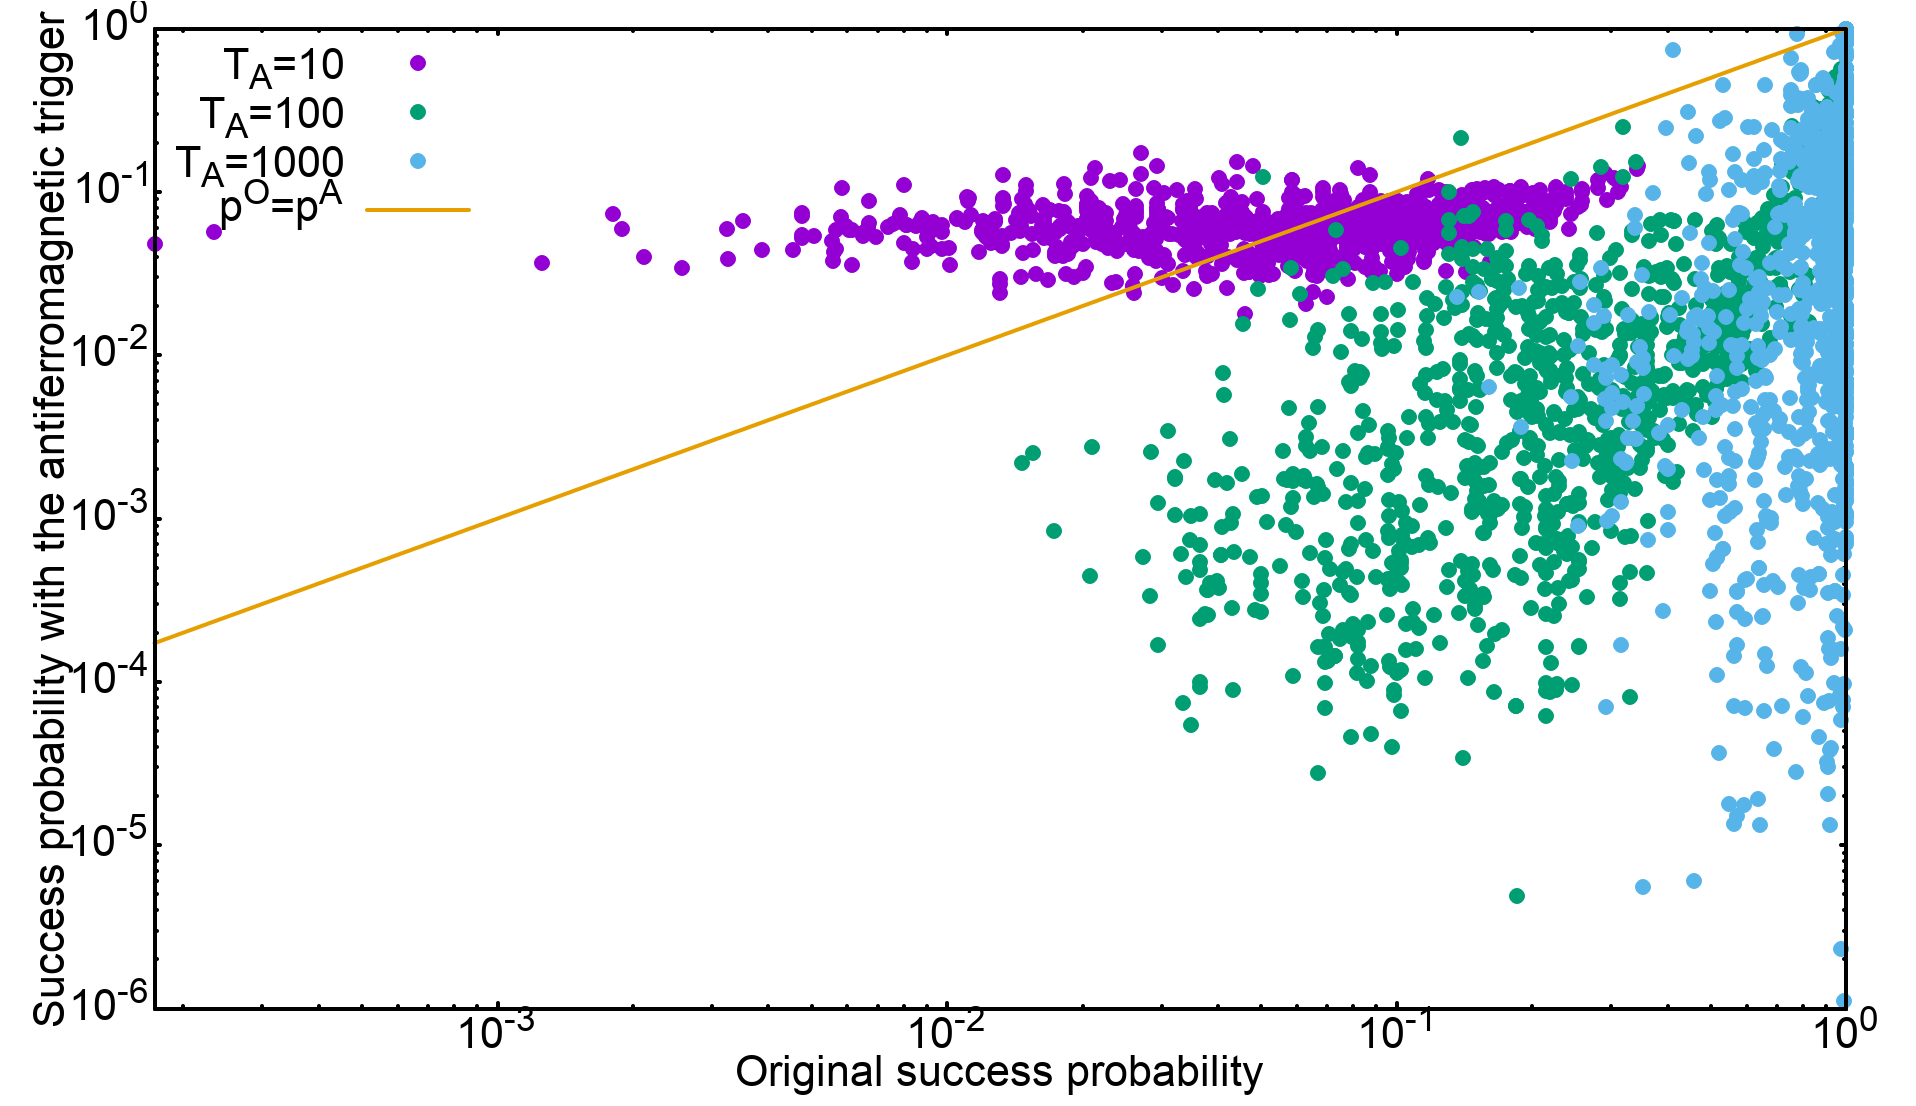 Success probability with the antiferromagnetic trigger
10^0
10^-1
10^-2
10^-3
10^-4
10^-5
10^-6
T_A=10
T_A=100
T_A=1000
p^O=p^A
10^-3
10^-2
10^-1
10^0
Original success probability